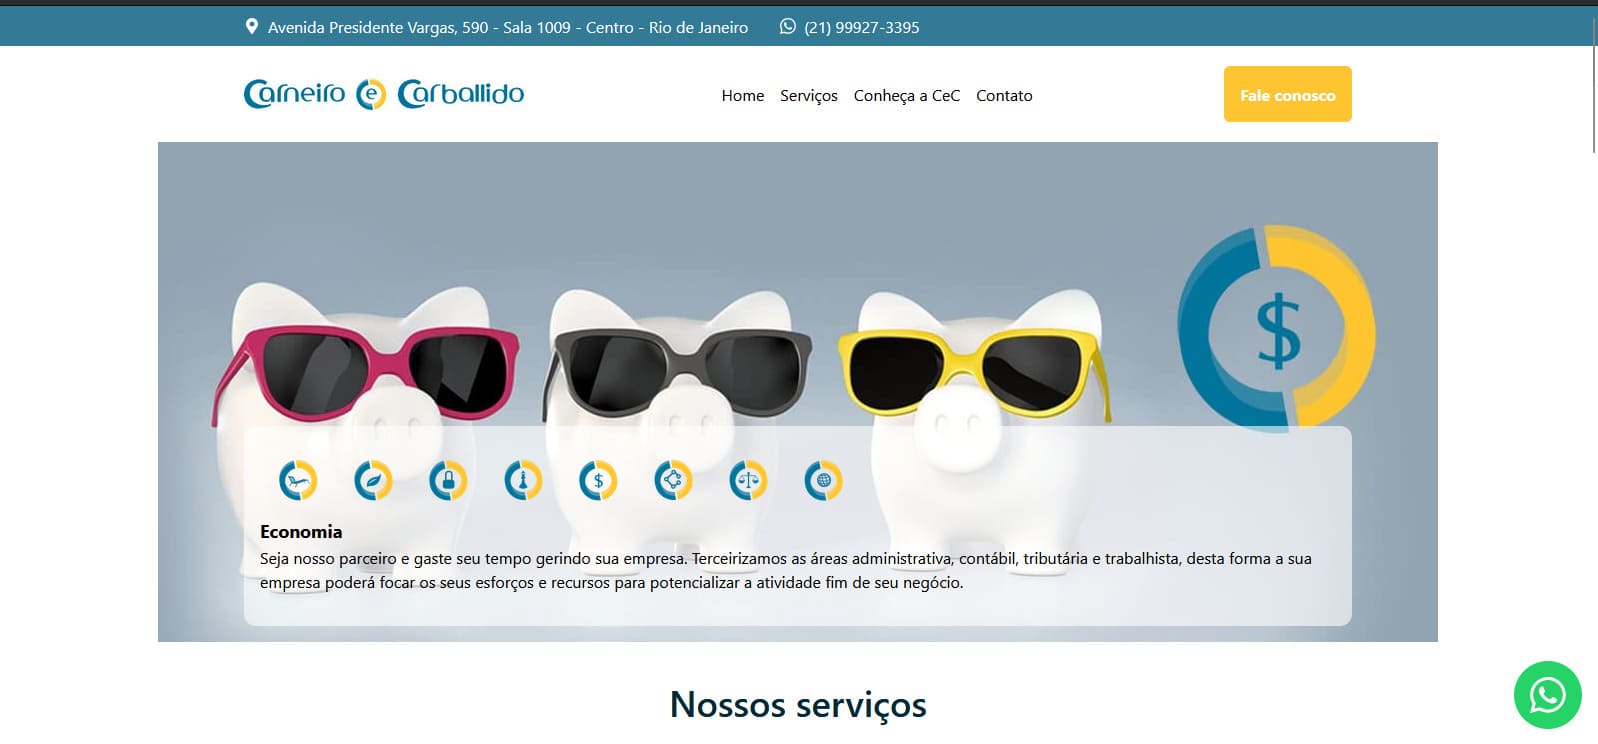 Avenida Presidente Vargas, 590 - Sala 1009 - Centro - Rio de Janeiro
(21) 99927-3395
Carneiro e Carballido
Home Serviços Conheça a CeC Contato
Fale conosco
$
$
Economia
Seja nosso parceiro e gaste seu tempo gerindo sua empresa. Terceirizamos as áreas administrativa, contábil, tributária e trabalhista, desta forma a sua
empresa poderá focar os seus esforços e recursos para potencializar a atividade fim de seu negócio.
Nossos serviços